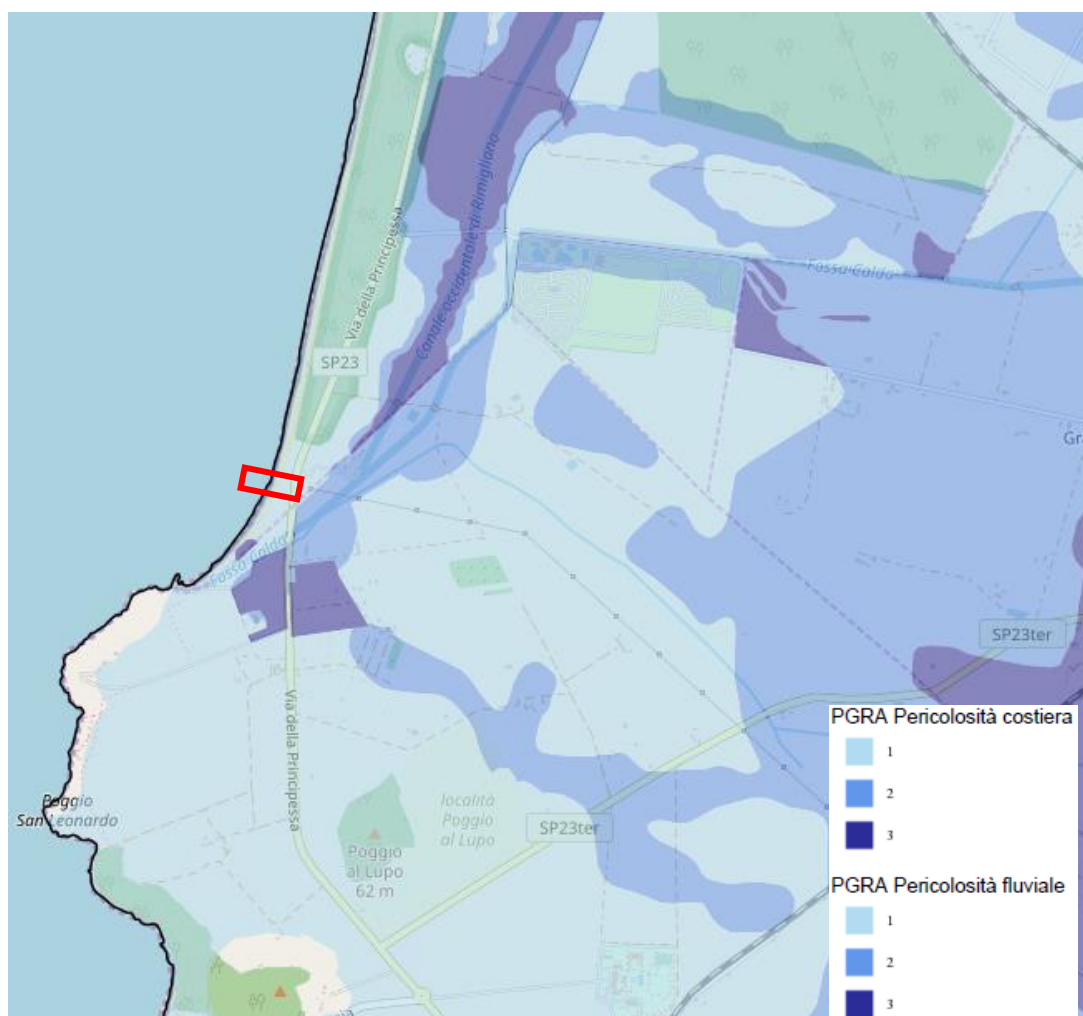 Canale occidentale di Rimigliano
Via della Principessa
SP23
Fossa Calda
Fossa Calda
SP23ter
Via della Principessa
Poggio
San Leonardo
località
Poggio
al Lupo
SP23ter
Poggio
al Lupo
62 m
PGRA Pericolosità costiera
1
2
3
PGRA Pericolosità fluviale
1
2
3